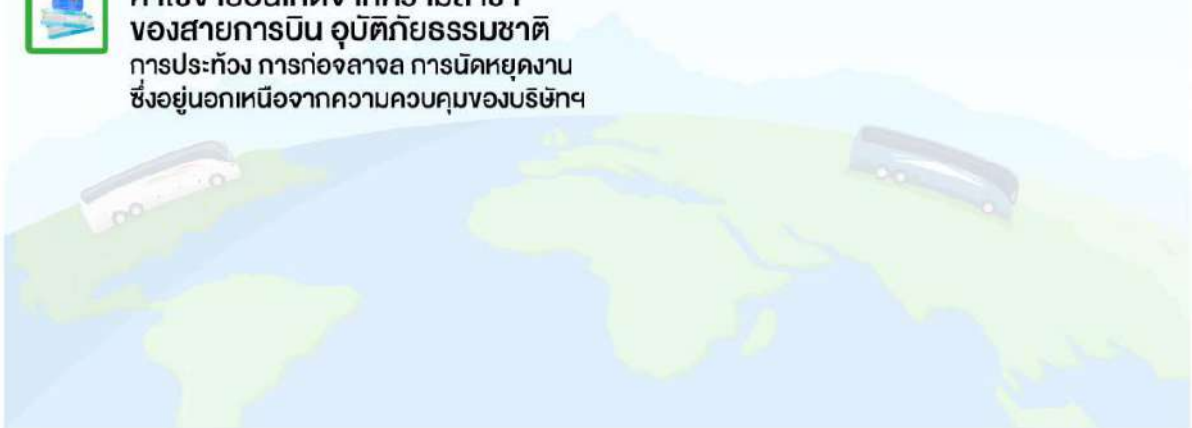 ของสายการบิน อุบัติภัยธรรมชาติ
การประท้วง การก่อจลาจล การนัดหยุดงาน
ซึ่งอยู่นอกเหนือจากความควบคุมของบริษัทฯ